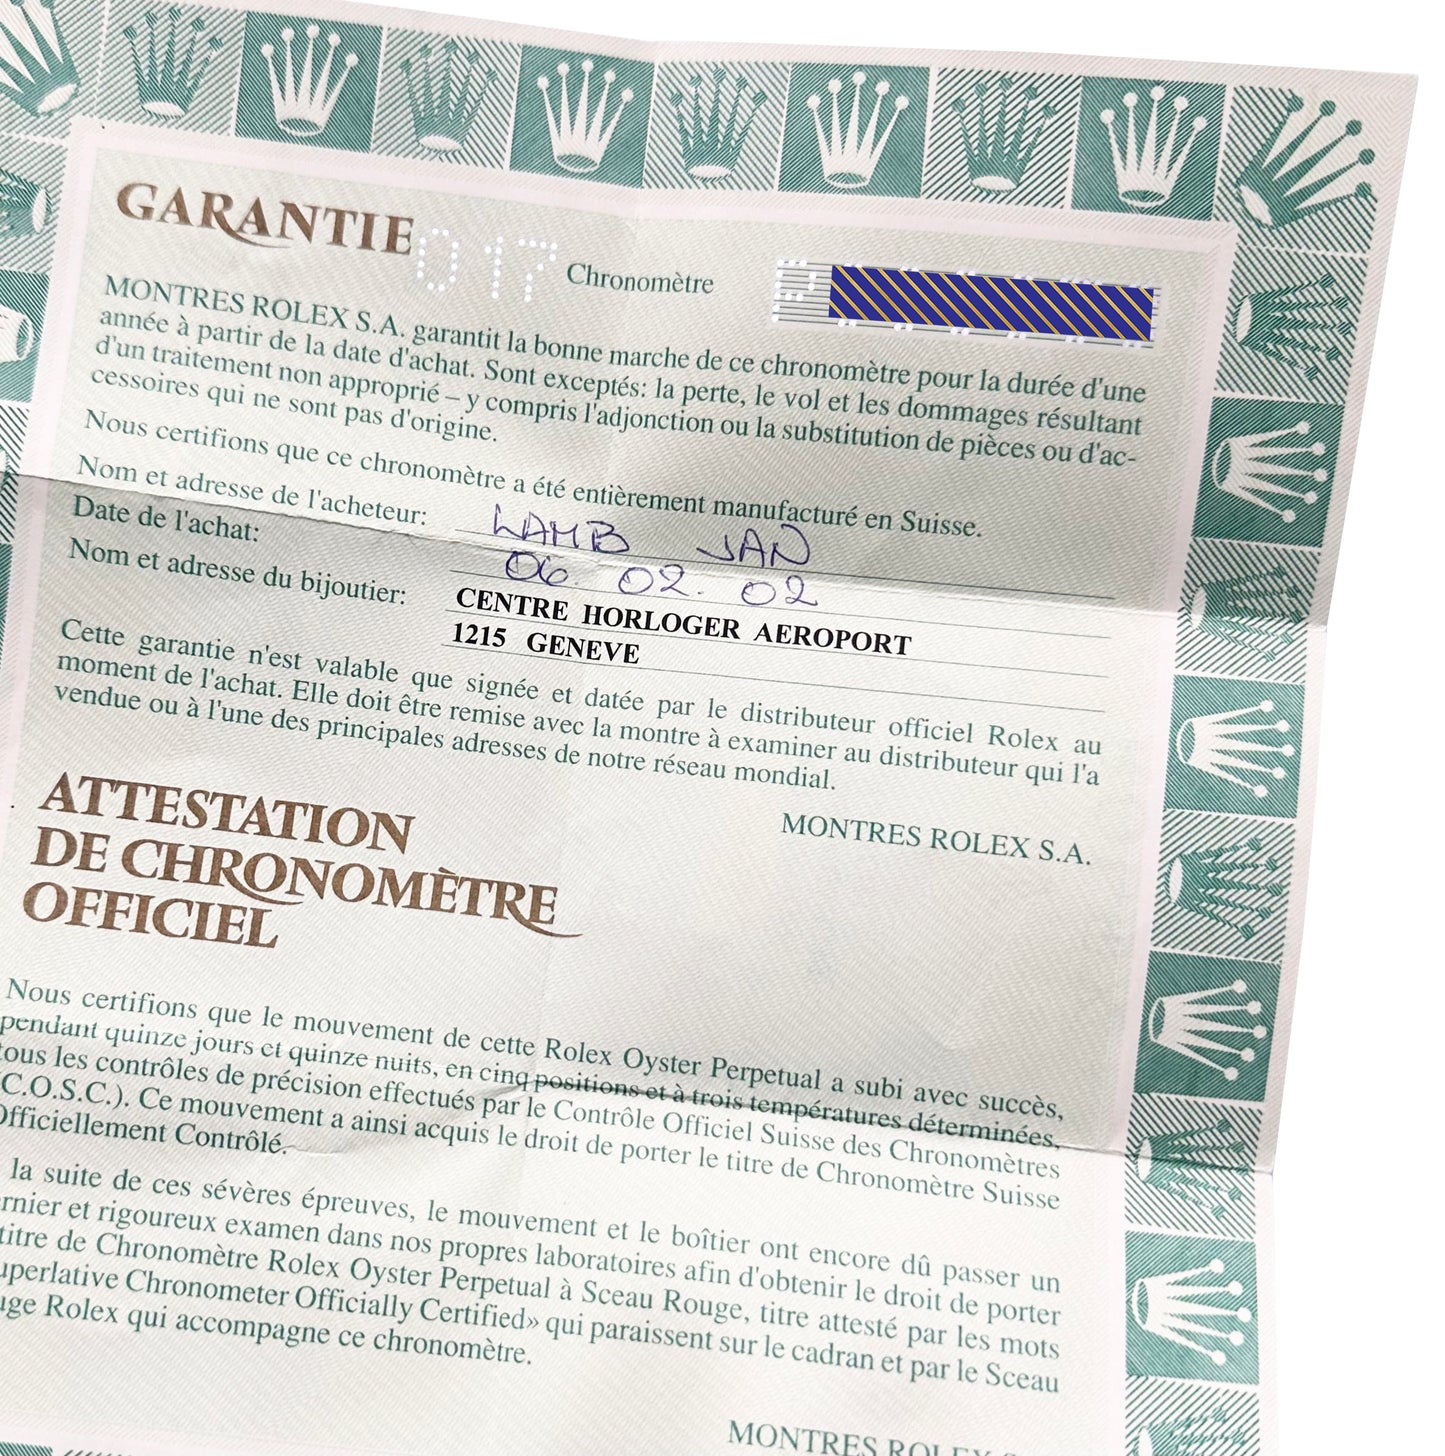 GARANTIE 017 Chronomètre
MONTRES ROLEX S.A. garantit la bonne marche de ce chronomètre pour la durée d'une
année à partir de la date d'achat. Sont exceptés: la perte, le vol et les dommages résultant
d'un traitement non approprié – y compris l'adjonction ou la substitution de pièces ou d'ac-
cessoires qui ne sont pas d'origine.
Nous certifions que ce chronomètre a été entièrement manufacturé en Suisse.
Nom et adresse de l'acheteur: LAMB JAN
Date de l'achat: 06. 02. 02
Nom et adresse du bijoutier: CENTRE HORLOGER AEROPORT
1215 GENEVE
Cette garantie n'est valable que signée et datée par le distributeur officiel Rolex au
moment de l'achat. Elle doit être remise avec la montre à examiner au distributeur qui l'a
vendue ou à l'une des principales adresses de notre réseau mondial.
MONTRES ROLEX S.A.
ATTESTATION
DE CHRONOMÈTRE
OFFICIEL
Nous certifions que le mouvement de cette Rolex Oyster Perpetual a subi avec succès,
pendant quinze jours et quinze nuits, en cinq positions et à trois températures déterminées,
tous les contrôles de précision effectués par le Contrôle Officiel Suisse des Chronomètres
(C.O.S.C.). Ce mouvement a ainsi acquis le droit de porter le titre de Chronomètre Suisse
Officiellement Contrôlé.
la suite de ces sévères épreuves, le mouvement et le boîtier ont encore dû passer un
rnier et rigoureux examen dans nos propres laboratoires afin d'obtenir le droit de porter
titre de Chronomètre Rolex Oyster Perpetual à Sceau Rouge, titre attesté par les mots
uperlative Chronometer Officially Certified» qui paraissent sur le cadran et par le Sceau
uge Rolex qui accompagne ce chronomètre.
MONTRES ROLEX S